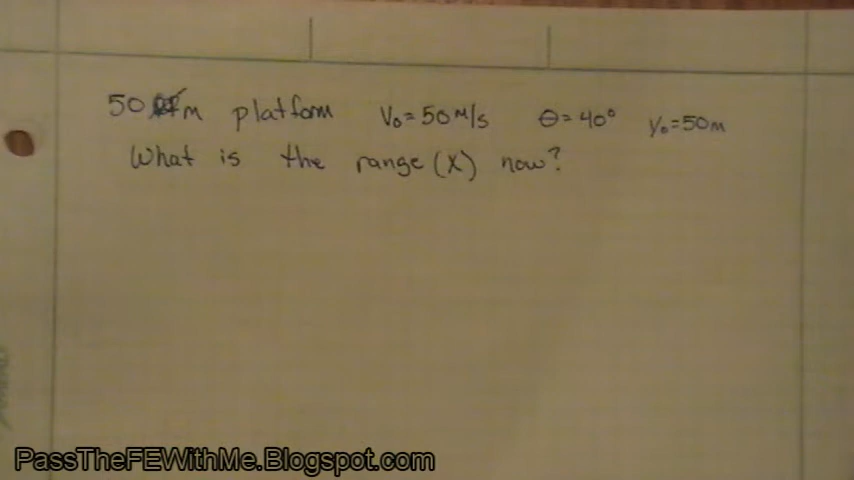 50 m platform V₀ = 50 m/s θ = 40° y₀ = 50m
What is the range (X) now?
PassTheFEWithMe.Blogspot.com